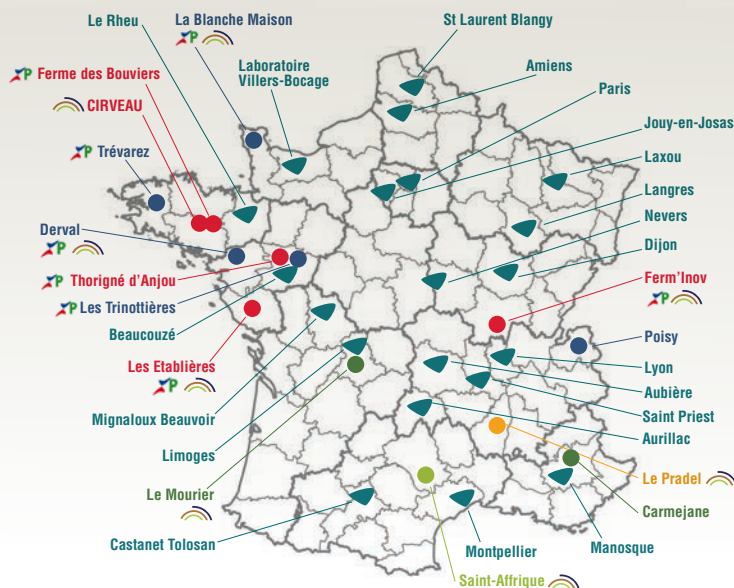 La Blanche Maison
St Laurent Blangy
Le Rheu
Amiens
Laboratoire
Villers-Bocage
P Ferme des Bouviers
Paris
CIRVEAU
Jouy-en-Josas
P Trévarez
Laxou
Langres
Nevers
Derval
Dijon
P Thorigné d'Anjou
Ferm'Inov
P Les Trinottières
Beaucouzé
Poisy
Les Etablières
Lyon
Aubière
Mignaloux Beauvoir
Saint Priest
Aurillac
Limoges
Le Pradel
Le Mourier
Carmejane
Castanet Tolosan
Montpellier
Manosque
Saint-Affrique